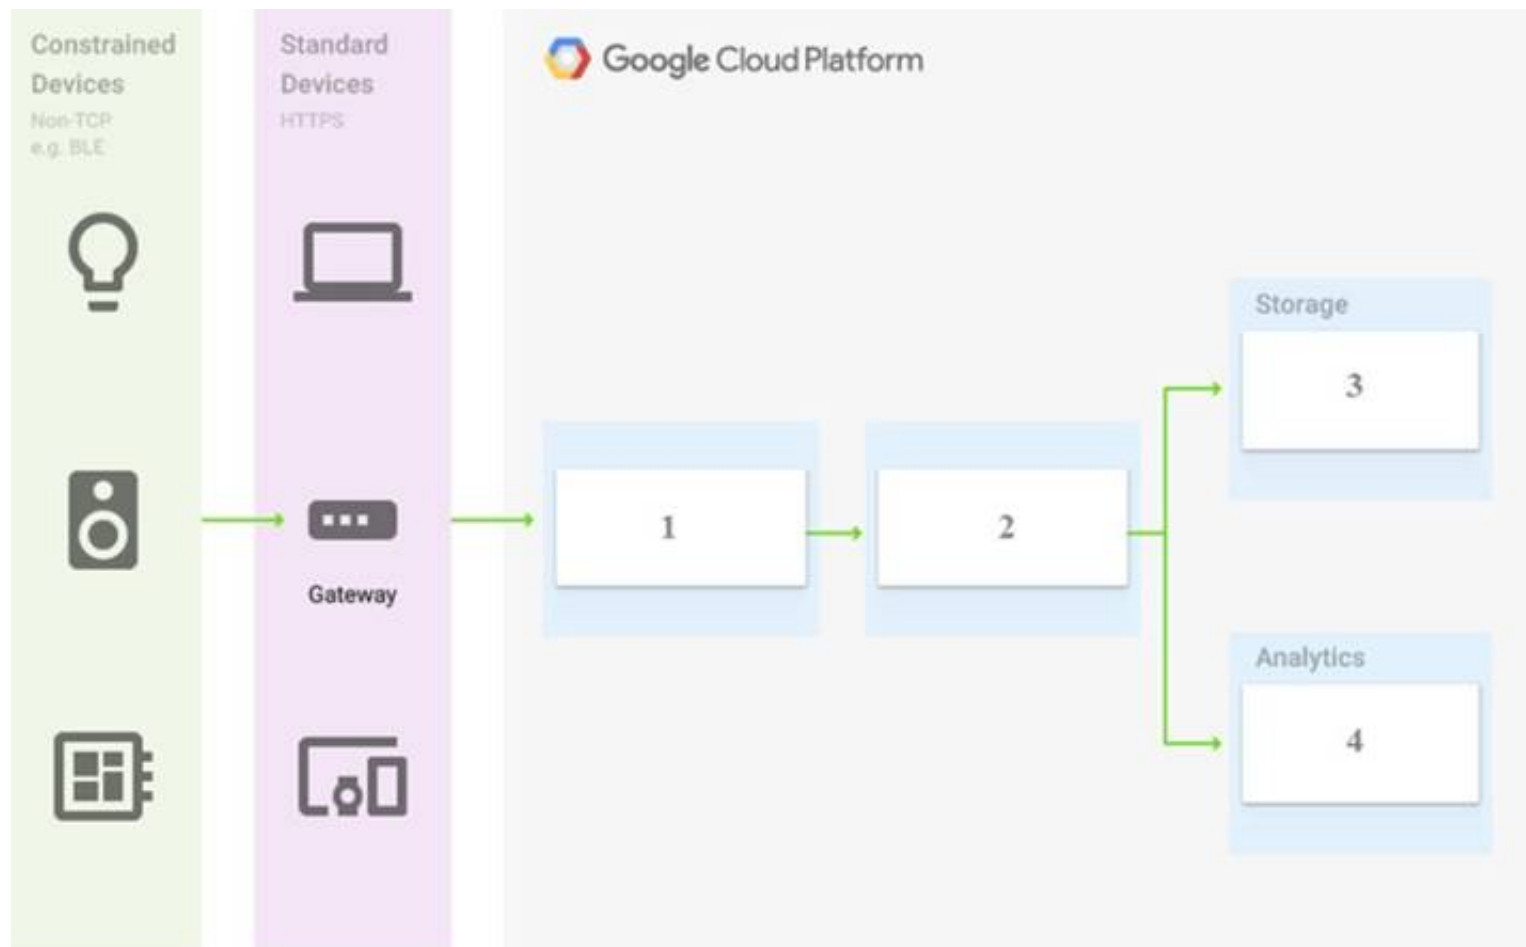 Constrained
Devices
Non-TCP
e.g. BLE
Standard
Devices
HTTPS
Google Cloud Platform
Gateway
1
2
Storage
3
Analytics
4